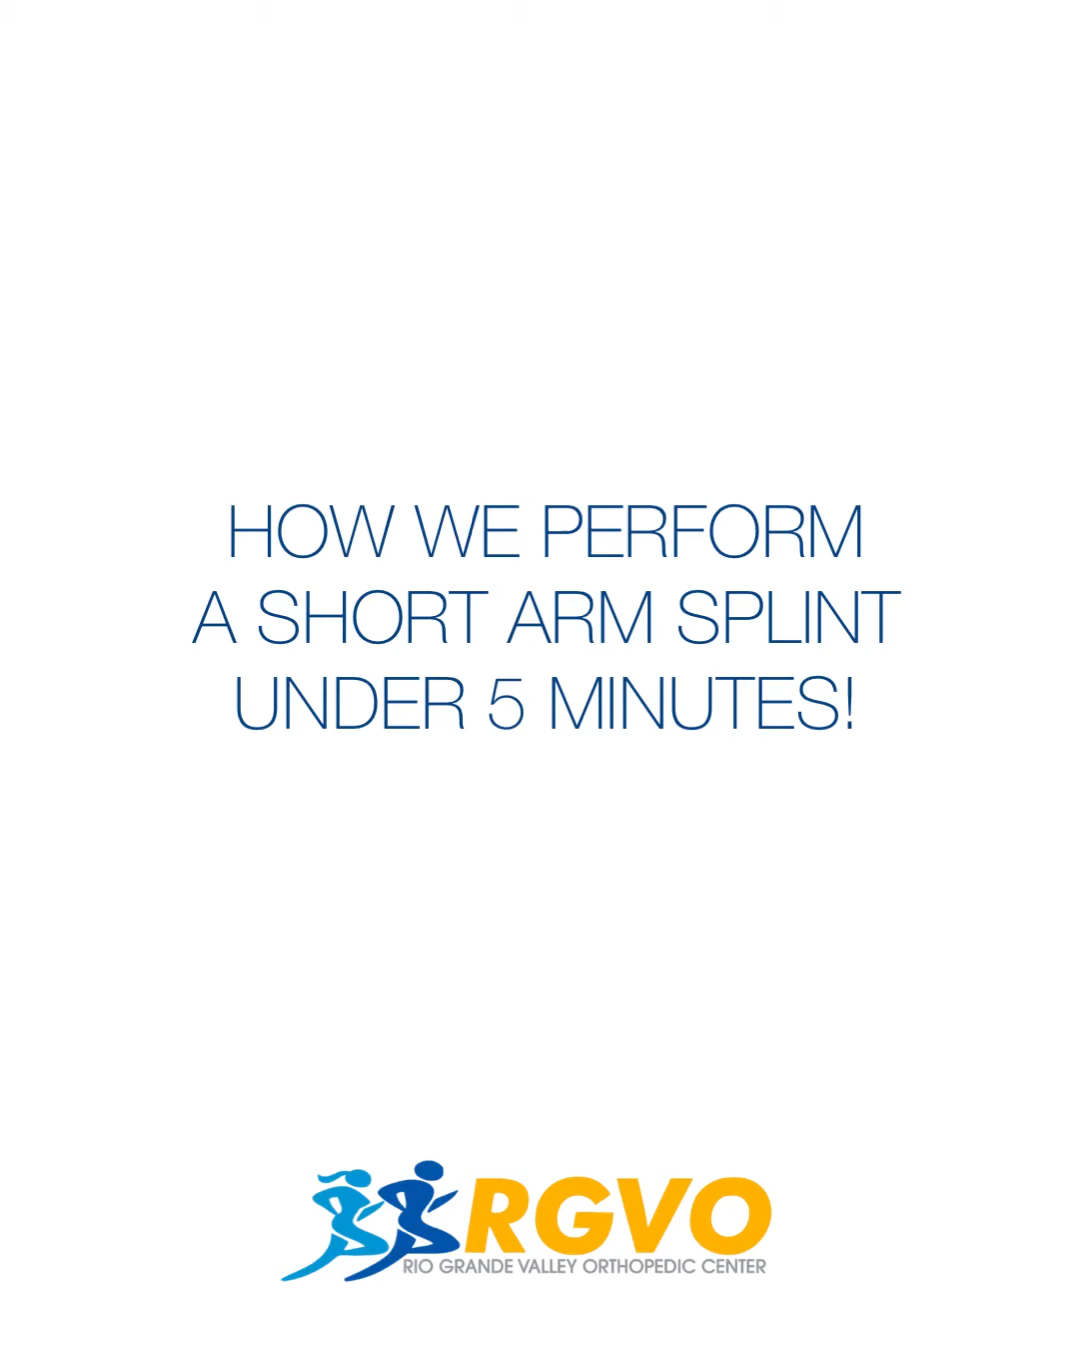 HOW WE PERFORM
A SHORT ARM SPLINT
UNDER 5 MINUTES!
RGVO
RIO GRANDE VALLEY ORTHOPEDIC CENTER